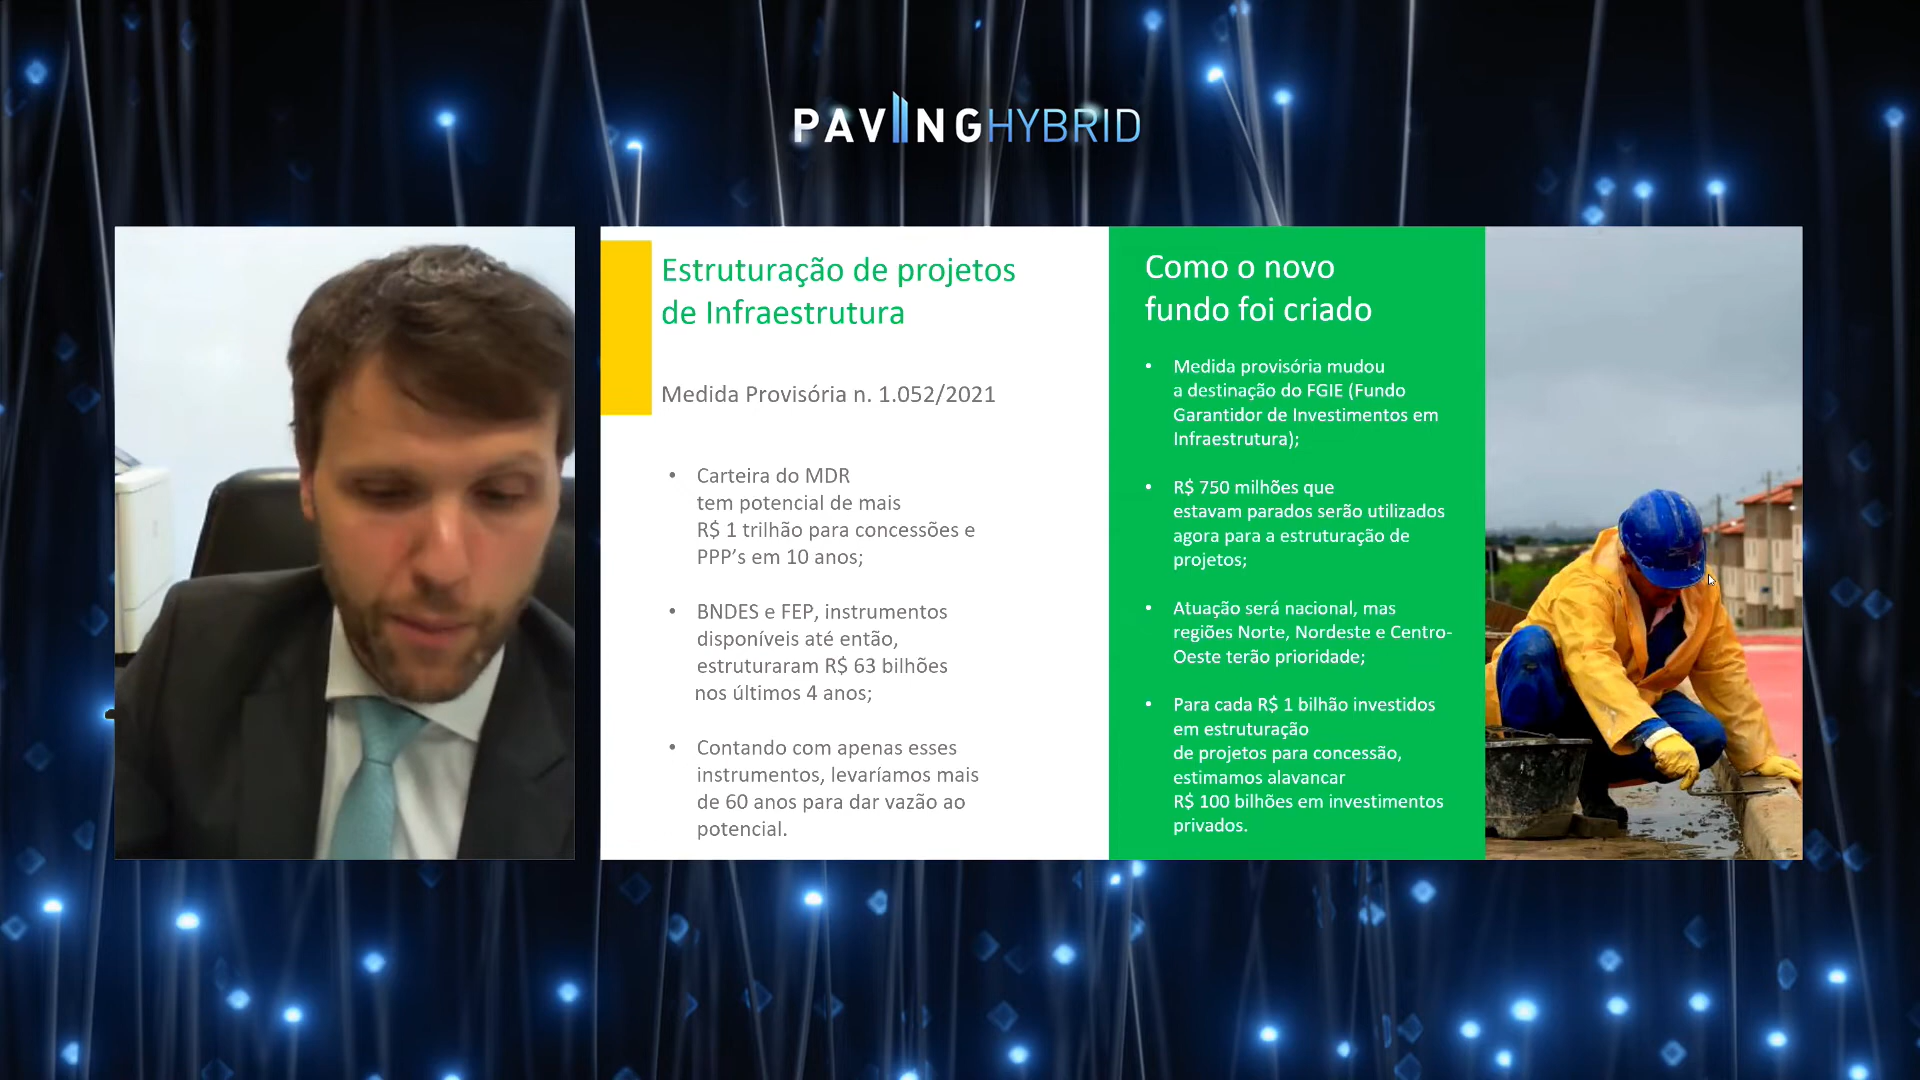 PAVINGHYBRID
Estruturação de projetos
de Infraestrutura
Medida Provisória n. 1.052/2021
• Carteira do MDR
tem potencial de mais
R$ 1 trilhão para concessões e
PPP's em 10 anos;
• BNDES e FEP, instrumentos
disponíveis até então,
estruturaram R$ 63 bilhões
nos últimos 4 anos;
• Contando com apenas esses
instrumentos, levaríamos mais
de 60 anos para dar vazão ao
potencial.
Como o novo
fundo foi criado
• Medida provisória mudou
a destinação do FGIE (Fundo
Garantidor de Investimentos em
Infraestrutura);
• R$ 750 milhões que
estavam parados serão utilizados
agora para a estruturação de
projetos;
• Atuação será nacional, mas
regiões Norte, Nordeste e Centro-
Oeste terão prioridade;
• Para cada R$ 1 bilhão investidos
em estruturação
de projetos para concessão,
estimamos alavancar
R$ 100 bilhões em investimentos
privados.